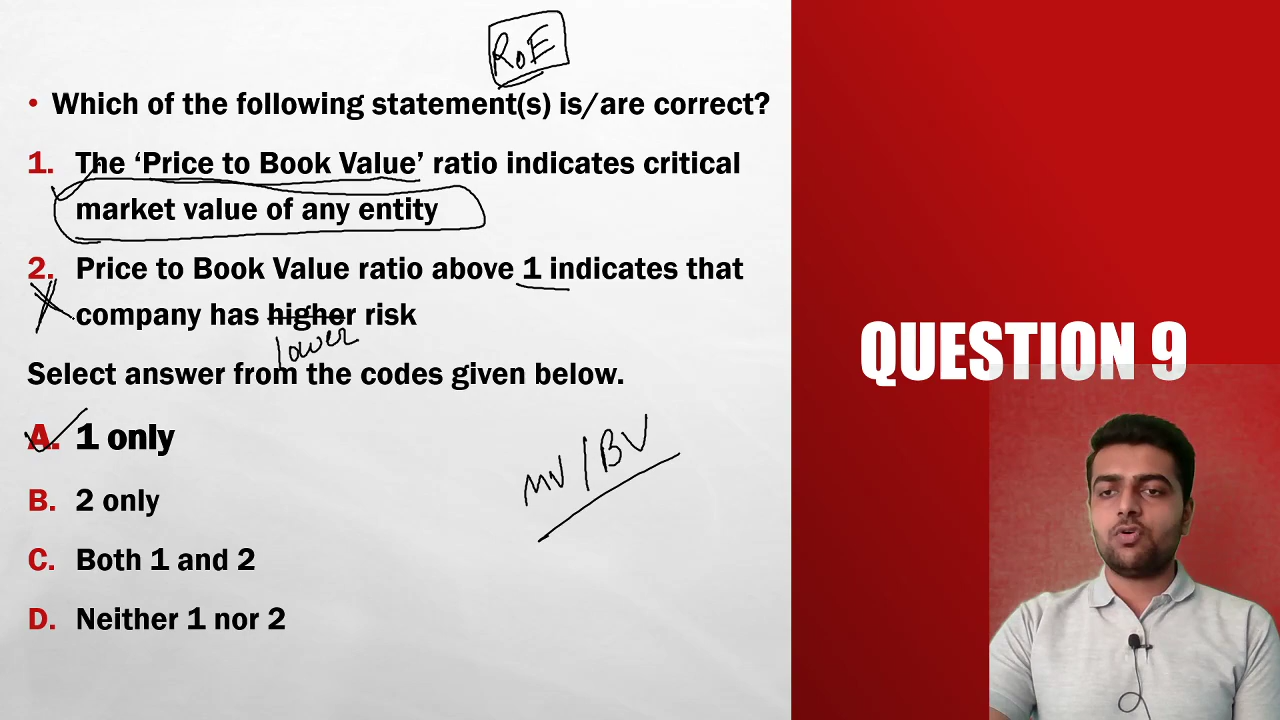 RoE
• Which of the following statement(s) is/are correct?
1. The ‘Price to Book Value’ ratio indicates critical
market value of any entity
2. Price to Book Value ratio above 1 indicates that
company has higher risk
lower
Select answer from the codes given below.
A. 1 only
MV/BV
B. 2 only
C. Both 1 and 2
D. Neither 1 nor 2
QUESTION 9